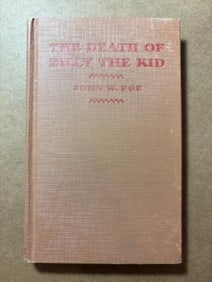 THE DEATH OF
BILLY THE KID
JOHN W. POE